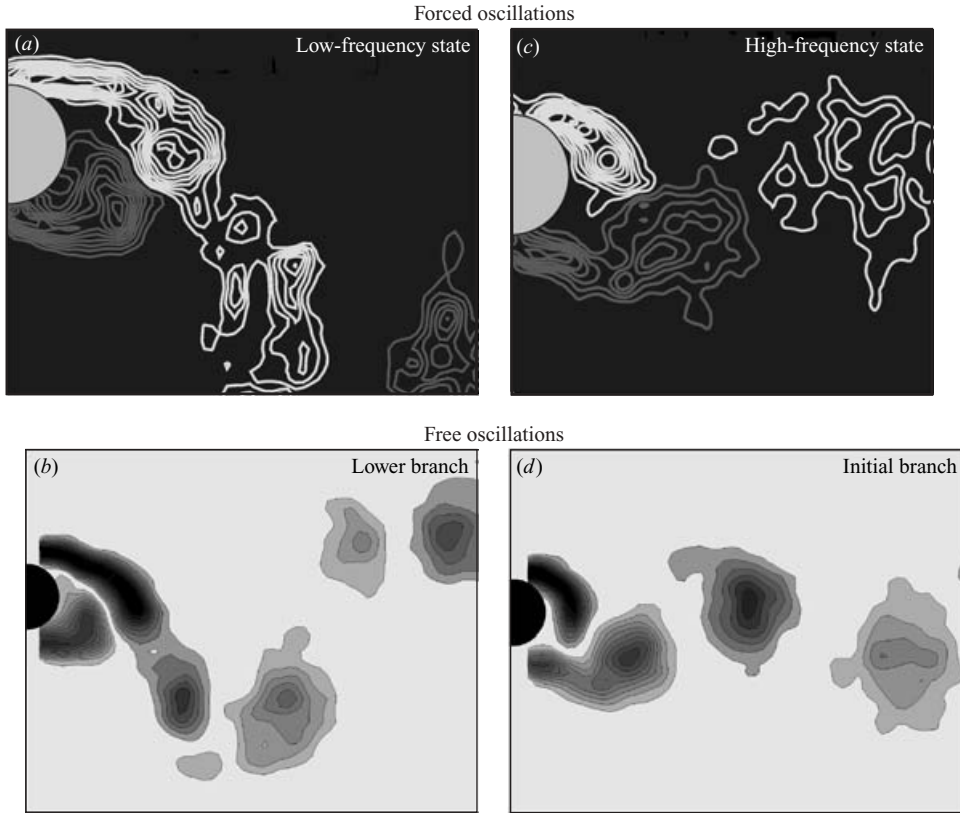 Forced oscillations
(a) Low-frequency state
(c) High-frequency state
Free oscillations
(b) Lower branch
(d) Initial branch